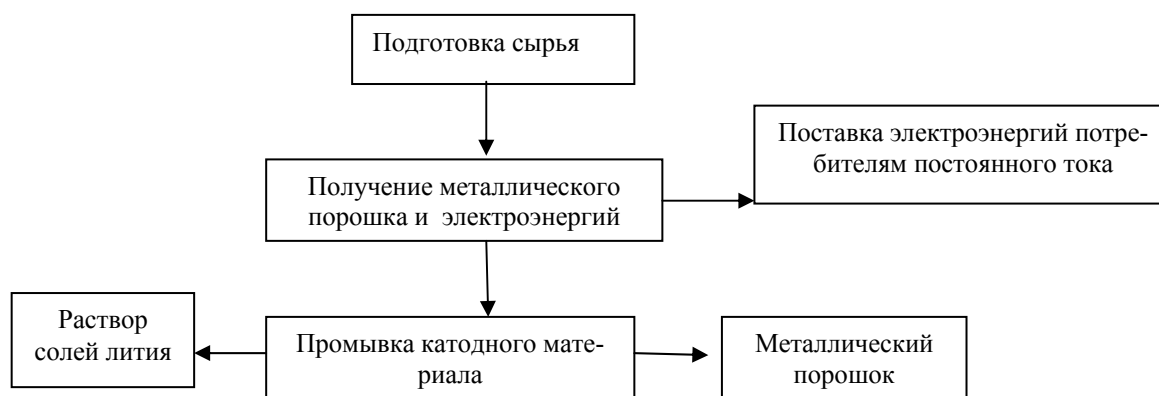 Подготовка сырья
Поставка электроэнергий потре-
бителям постоянного тока
Получение металлического
порошка и  электроэнергий
Раствор
солей лития
Промывка катодного мате-
риала
Металлический
порошок